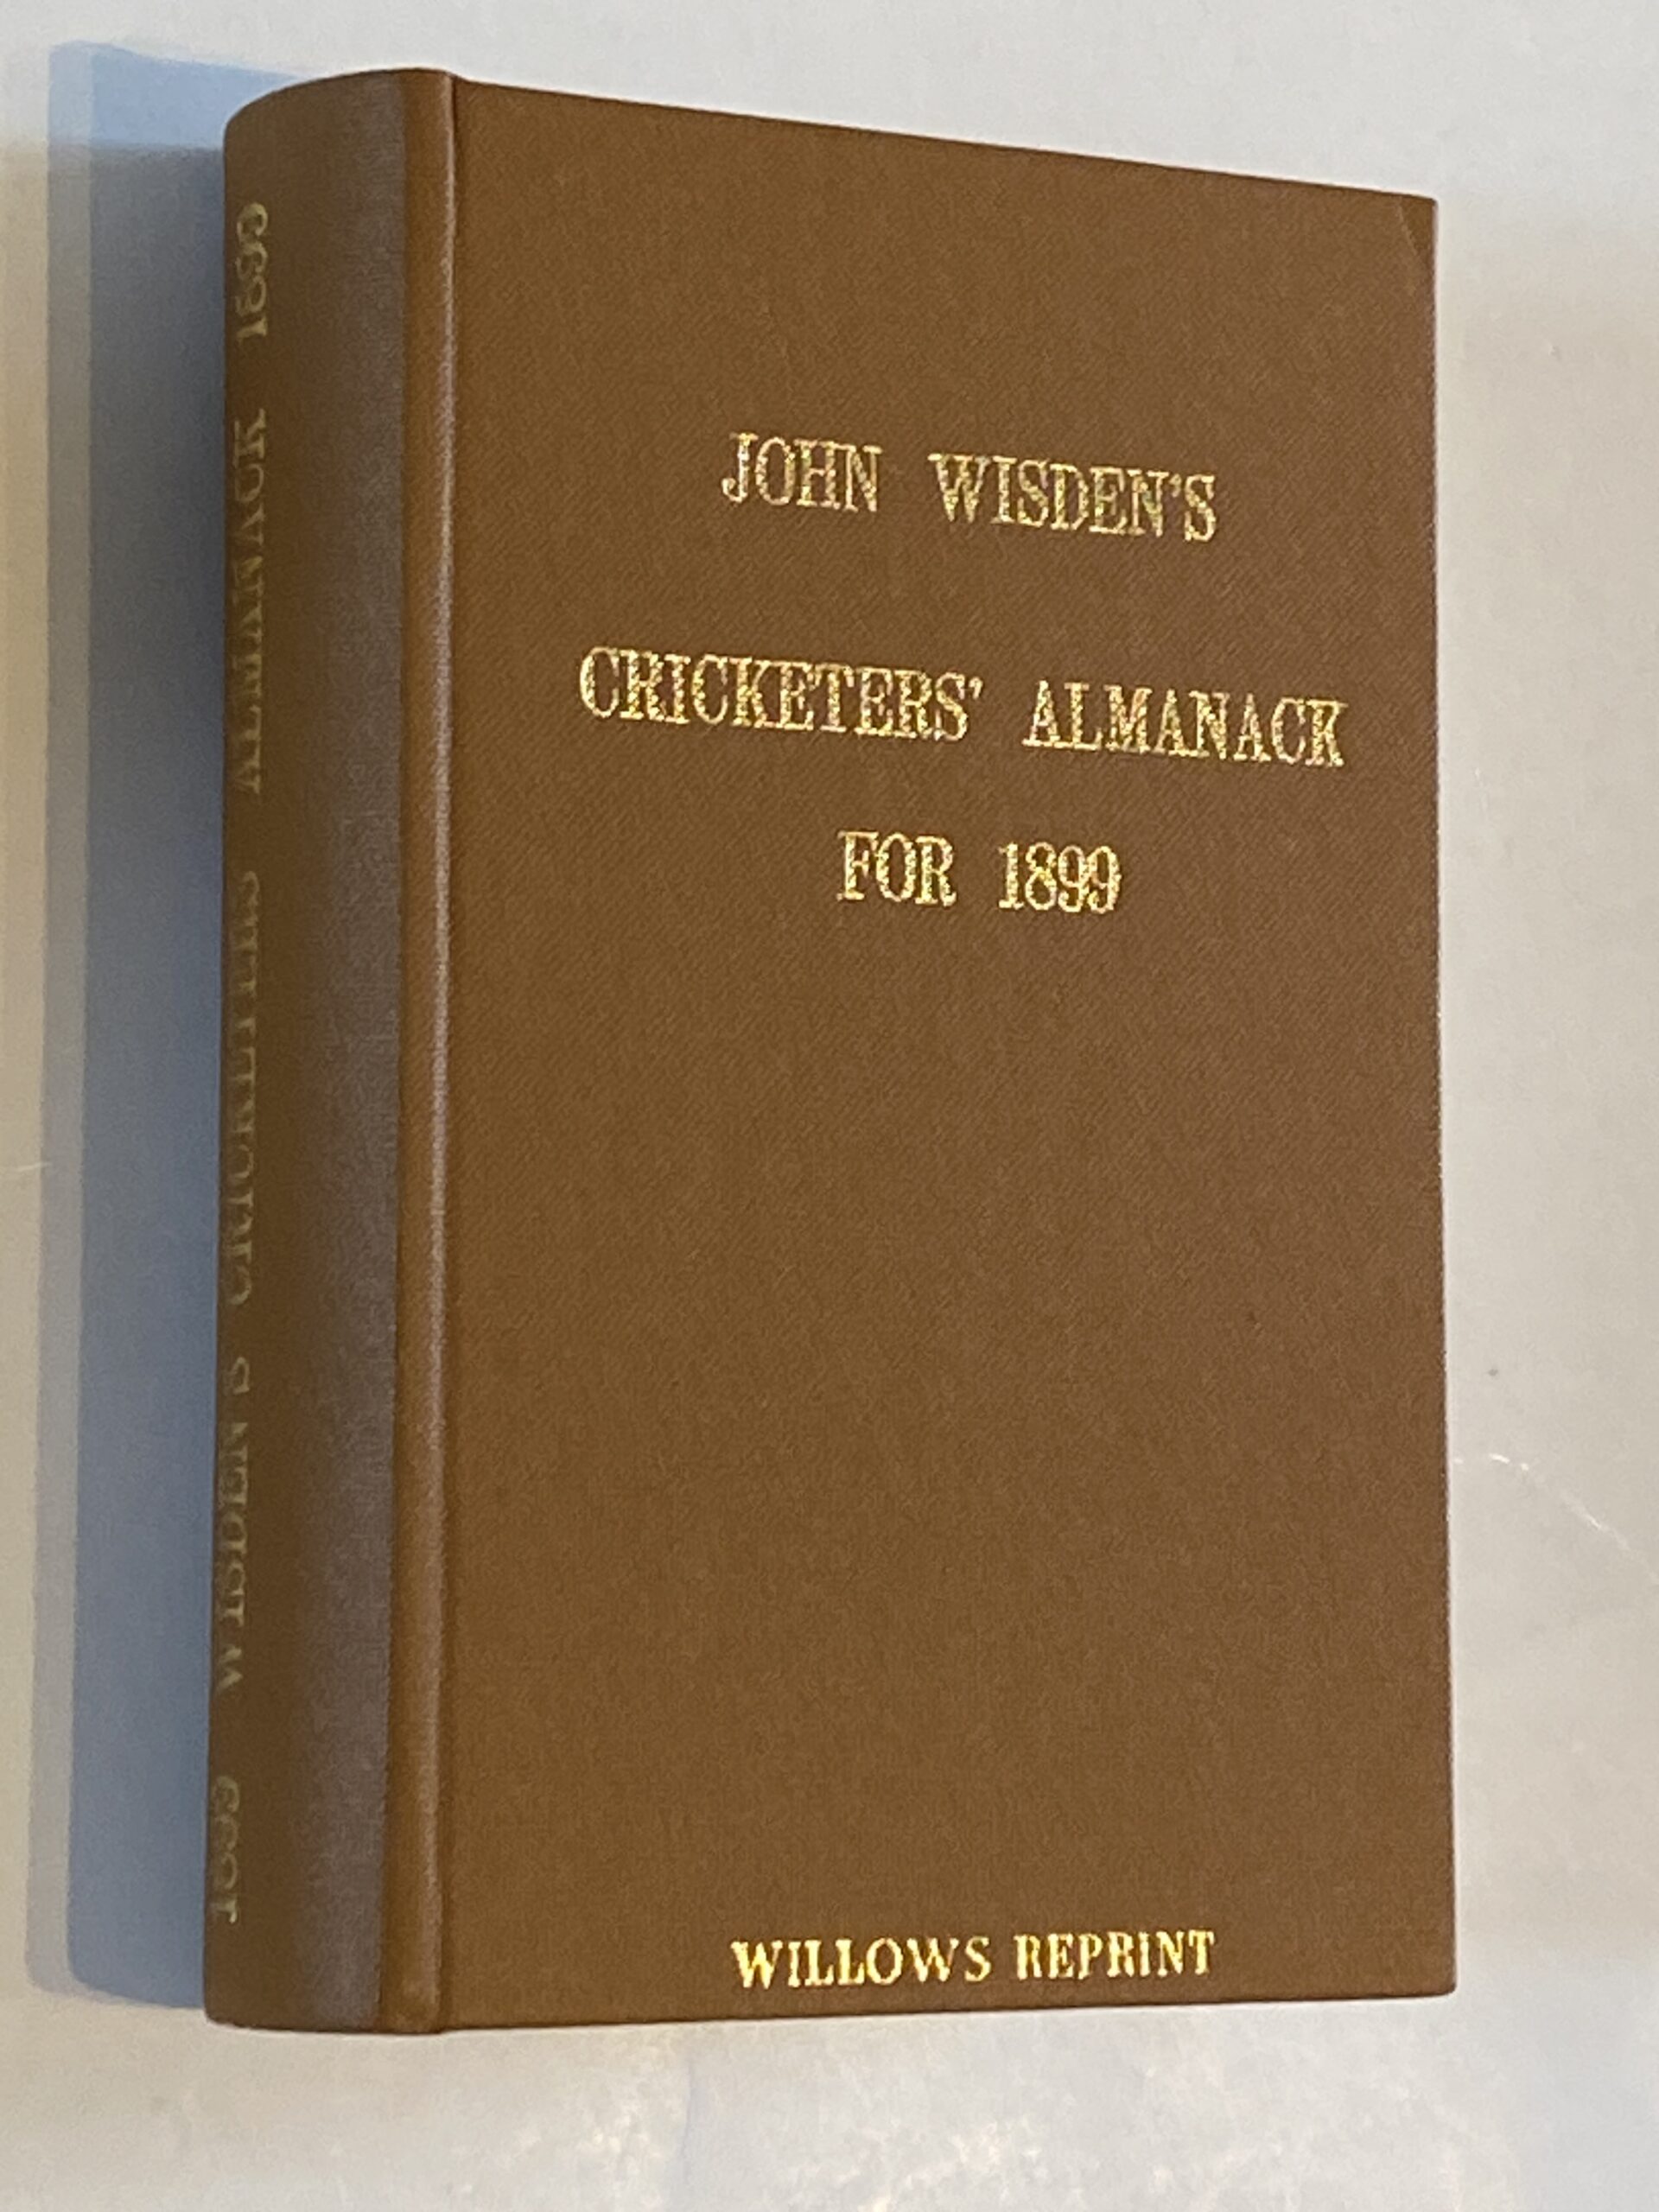 1899 WISDEN'S CRICKETERS ALMANACK 1899
JOHN WISDEN'S
CRICKETERS' ALMANACK
FOR 1899
WILLOWS REPRINT